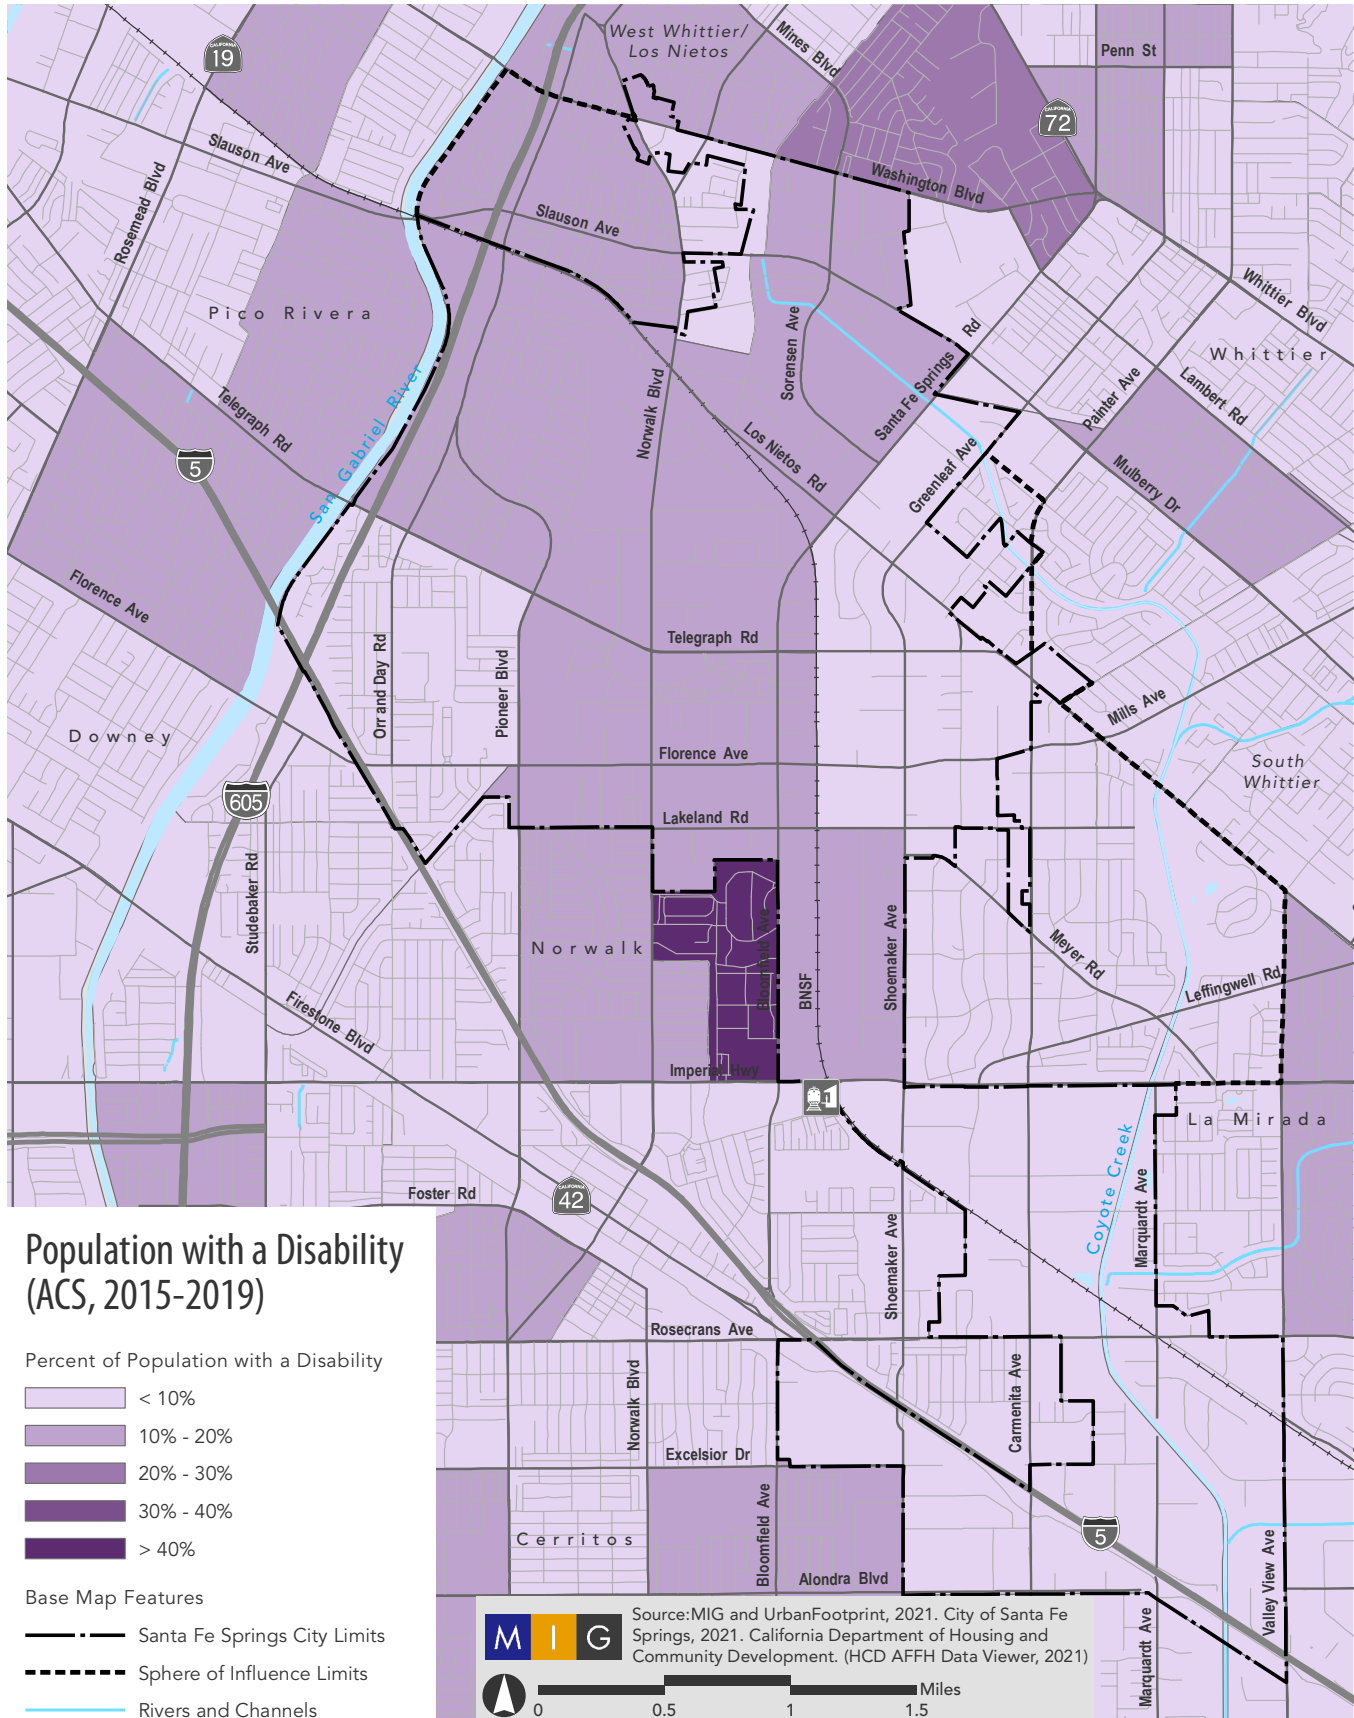 West Whittier/
Los Nietos
Mines Blvd
Penn St
CALIFORNIA
19
CALIFORNIA
72
Slauson Ave
Rosemead Blvd
Washington Blvd
Slauson Ave
Whittier Blvd
Pico Rivera
Sorensen Ave
Santa Fe Springs Rd
Whittier
Painter Ave
Lambert Rd
San Gabriel River
Telegraph Rd
Norwalk Blvd
Los Nietos Rd
Greenleaf Ave
Mulberry Dr
5
Florence Ave
Telegraph Rd
Orr and Day Rd
Pioneer Blvd
Mills Ave
Downey
Florence Ave
South
Whittier
605
Lakeland Rd
Studebaker Rd
Norwalk
Bloomfield Ave
BNSF
Shoemaker Ave
Meyer Rd
Leffingwell Rd
Firestone Blvd
Imperial Hwy
La Mirada
Coyote Creek
Marquardt Ave
Foster Rd
CALIFORNIA
42
Shoemaker Ave
Rosecrans Ave
Norwalk Blvd
Carmenita Ave
Excelsior Dr
Bloomfield Ave
5
Cerritos
Alondra Blvd
Valley View Ave
Marquardt Ave
Population with a Disability
(ACS, 2015-2019)
Percent of Population with a Disability
< 10%
10% - 20%
20% - 30%
30% - 40%
> 40%
Base Map Features
Santa Fe Springs City Limits
Sphere of Influence Limits
Rivers and Channels
M I G
Source:MIG and UrbanFootprint, 2021. City of Santa Fe
Springs, 2021. California Department of Housing and
Community Development. (HCD AFFH Data Viewer, 2021)
Miles
0 0.5 1 1.5